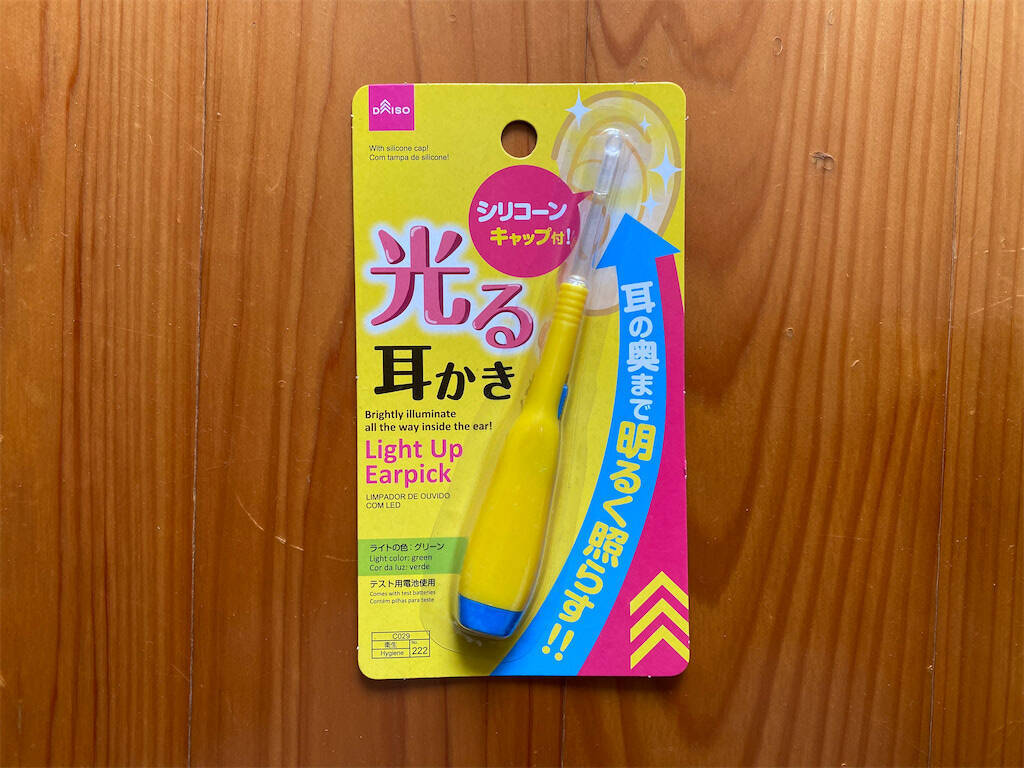 DAISO
With silicone cap!
Com tampa de silicone!
シリコーン
キャップ付!
光る
耳かき
Brightly illuminate
all the way inside the ear!
Light Up
Earpick
LIMPADOR DE OUVIDO
COM LED
耳の奥まで明るく照らす!!
ライトの色:グリーン
Light color: green
Cor da luz: verde
テスト用電池使用
Comes with test batteries
Contém pilhas para teste
C029
衛生
Hygiene
No.
222